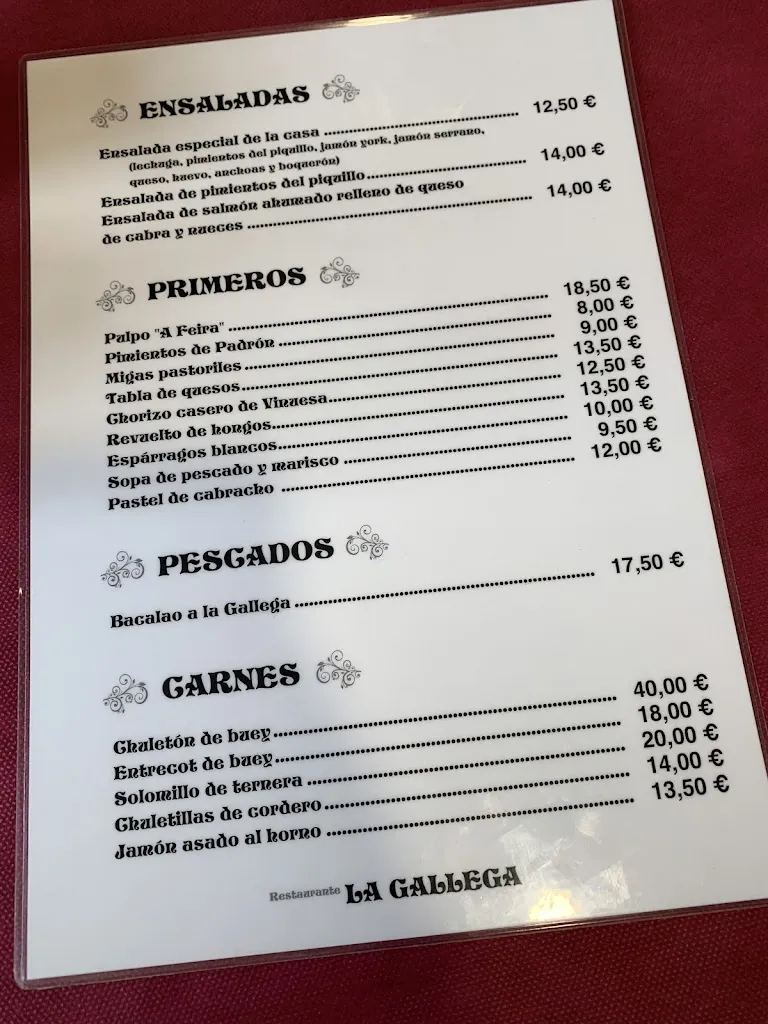 ENSALADAS
Ensalada especial de la casa ........ 12,50 €
(lechuga, pimientos del piquillo, jamón york, jamón serrano,
queso, huevo, anchoas y boquerón)
Ensalada de pimientos del piquillo........ 14,00 €
Ensalada de salmón ahumado relleno de queso
de cabra y nueces ........ 14,00 €
PRIMEROS
Pulpo "A Feira" ........ 18,50 €
Pimientos de Padrón ........ 8,00 €
Migas pastoriles ........ 9,00 €
Tabla de quesos........ 13,50 €
Chorizo casero de Vinuesa........ 12,50 €
Revuelto de hongos........ 13,50 €
Espárragos blancos........ 10,00 €
Sopa de pescado y marisco ........ 9,50 €
Pastel de cabracho ........ 12,00 €
PESCADOS
Bacalao a la Gallega ........ 17,50 €
CARNES
Chuletón de buey........ 40,00 €
Entrecot de buey........ 18,00 €
Solomillo de ternera ........ 20,00 €
Chuletillas de cordero........ 14,00 €
Jamón asado al horno ........ 13,50 €
Restaurante LA GALLEGA